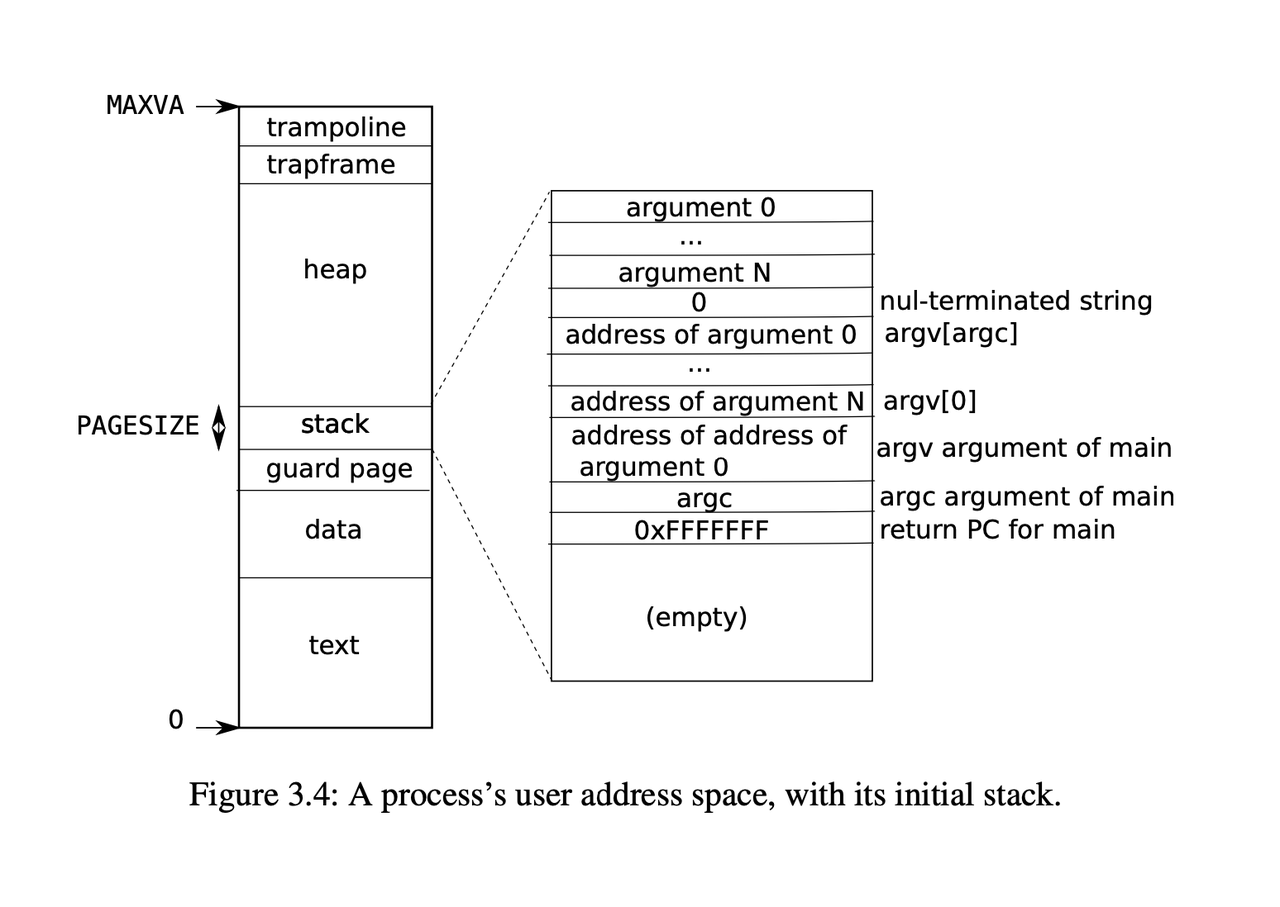 MAXVA
trampoline
trapframe
heap
PAGESIZE
stack
guard page
data
text
0
argument 0
...
argument N
0 nul-terminated string
address of argument 0 argv[argc]
...
address of argument N argv[0]
address of address of
argument 0
argv argument of main
argc argc argument of main
0xFFFFFFF return PC for main
(empty)
Figure 3.4: A process’s user address space, with its initial stack.